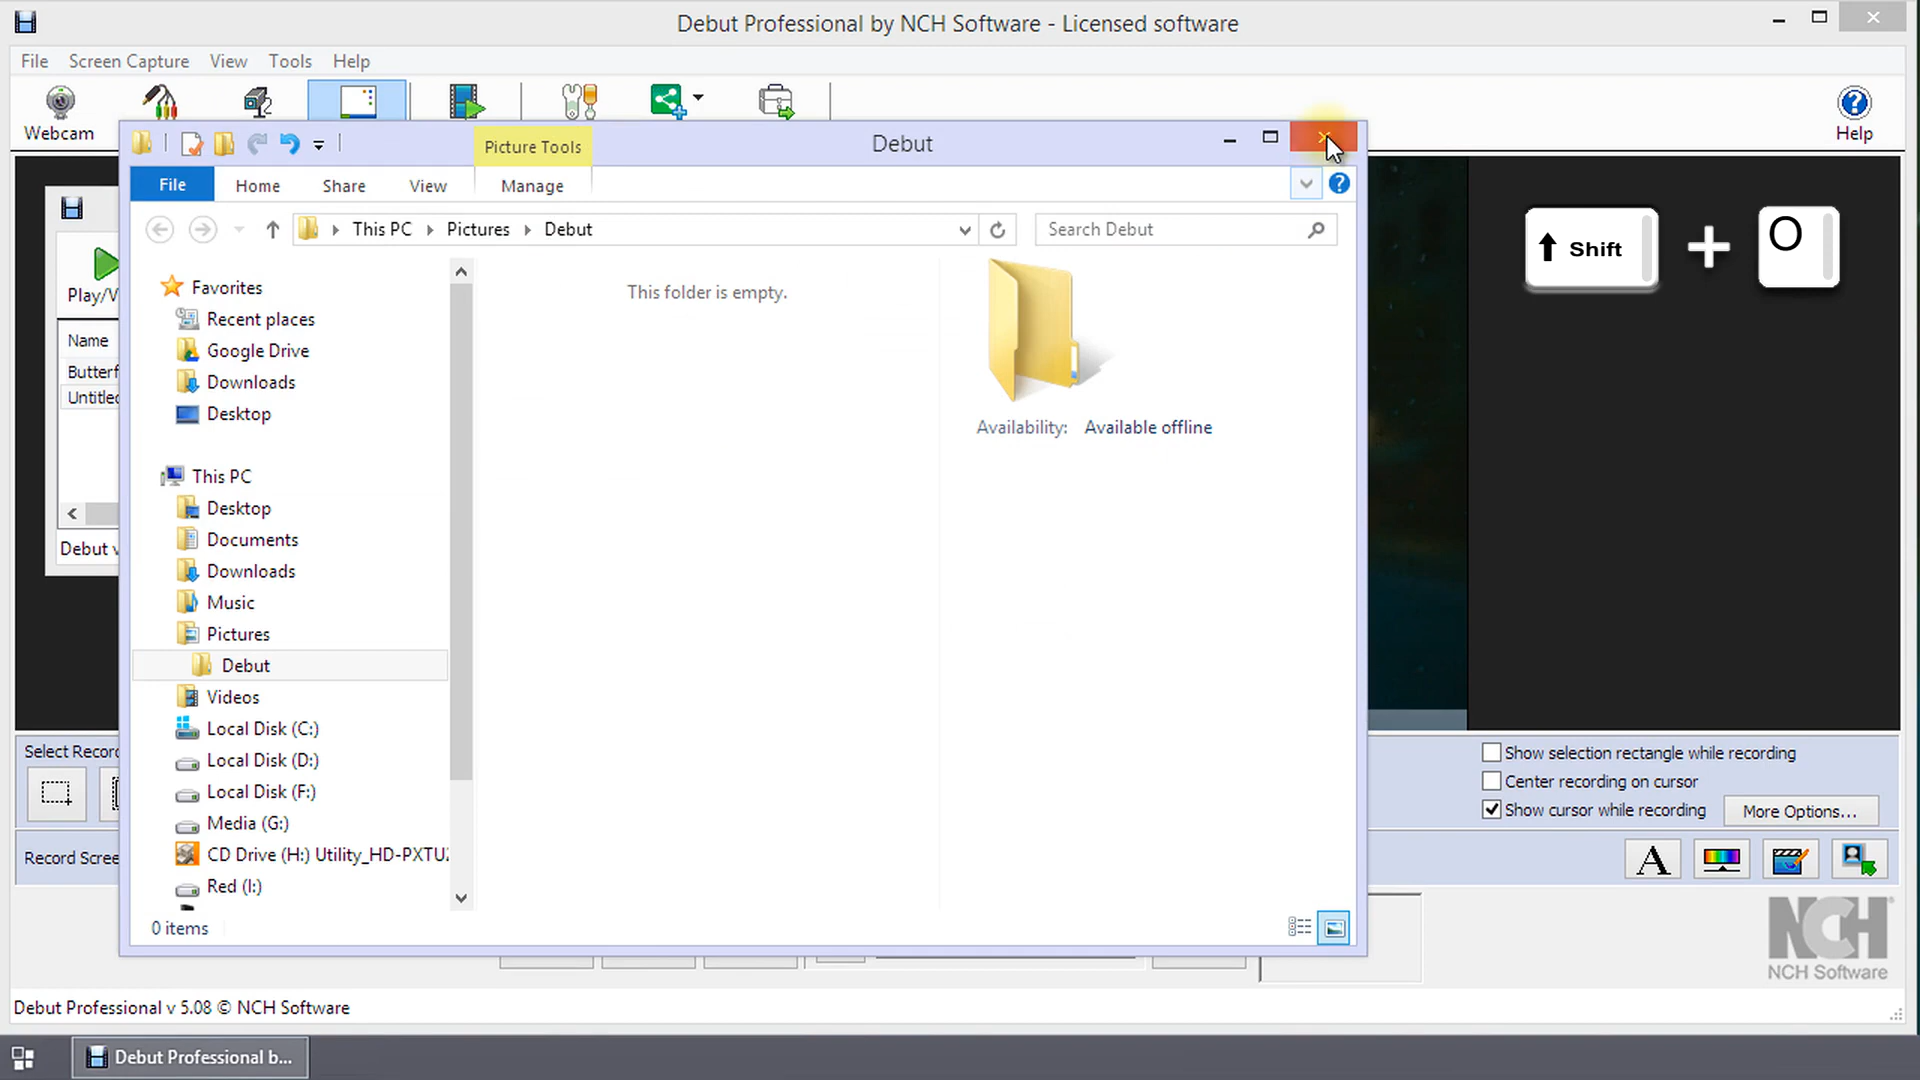 Debut Professional by NCH Software - Licensed software
File Screen Capture View Tools Help
Webcam
Help
Picture Tools
Debut
File Home Share View Manage
This PC Pictures Debut
Search Debut
Shift + O
Play/V
Name
Butterf
Untitled
Debut v
Favorites
Recent places
Google Drive
Downloads
Desktop
This PC
Desktop
Documents
Downloads
Music
Pictures
Debut
Videos
Local Disk (C:)
Local Disk (D:)
Local Disk (F:)
Media (G:)
CD Drive (H:) Utility_HD-PXTU2
Red (I:)
0 items
This folder is empty.
Availability: Available offline
Select Record
Record Scree
Show selection rectangle while recording
Center recording on cursor
Show cursor while recording
More Options...
A
NCH
NCH Software
Debut Professional v 5.08 © NCH Software
Debut Professional b...